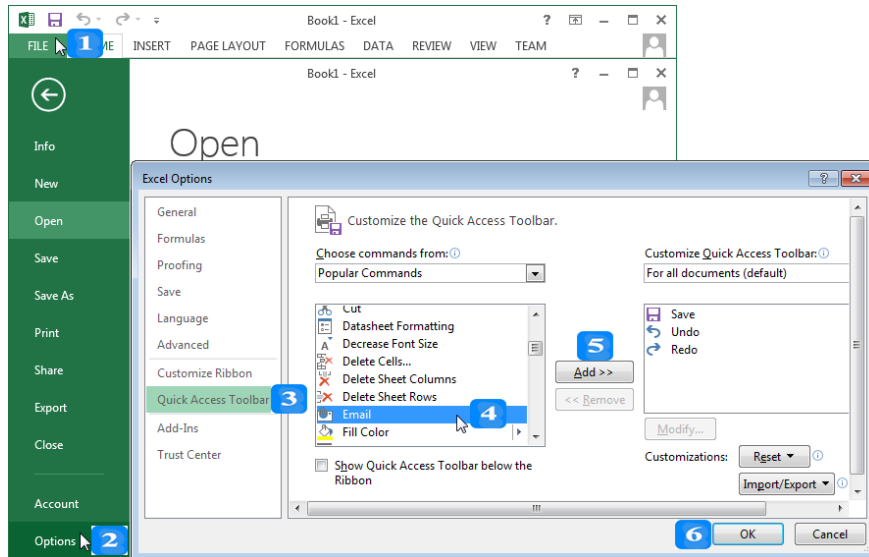 Book1 - Excel
FILE 1 ME INSERT PAGE LAYOUT FORMULAS DATA REVIEW VIEW TEAM
Book1 - Excel
Info
New
Open
Save
Save As
Print
Share
Export
Close
Account
Options 2
Open
Excel Options
General
Formulas
Proofing
Save
Language
Advanced
Customize Ribbon
Quick Access Toolbar 3
Add-Ins
Trust Center
Customize the Quick Access Toolbar.
Choose commands from:
Popular Commands
Cut
Datasheet Formatting
Decrease Font Size
Delete Cells...
Delete Sheet Columns
Delete Sheet Rows
Email 4
Fill Color
Show Quick Access Toolbar below the
Ribbon
5
Add >>
<< Remove
Customize Quick Access Toolbar:
For all documents (default)
Save
Undo
Redo
Modify...
Customizations: Reset
Import/Export
6 OK Cancel